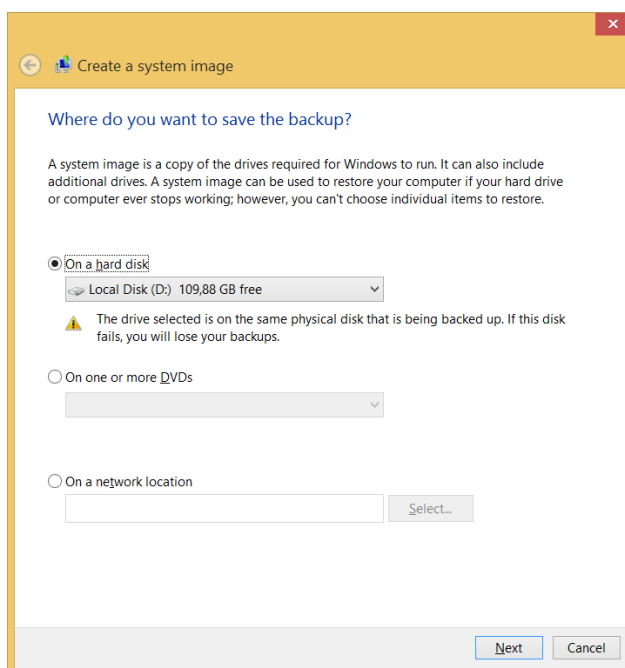 Create a system image
Where do you want to save the backup?
A system image is a copy of the drives required for Windows to run. It can also include
additional drives. A system image can be used to restore your computer if your hard drive
or computer ever stops working; however, you can't choose individual items to restore.
On a hard disk
Local Disk (D:) 109,88 GB free
The drive selected is on the same physical disk that is being backed up. If this disk
fails, you will lose your backups.
On one or more DVDs
On a network location
Select...
Next
Cancel